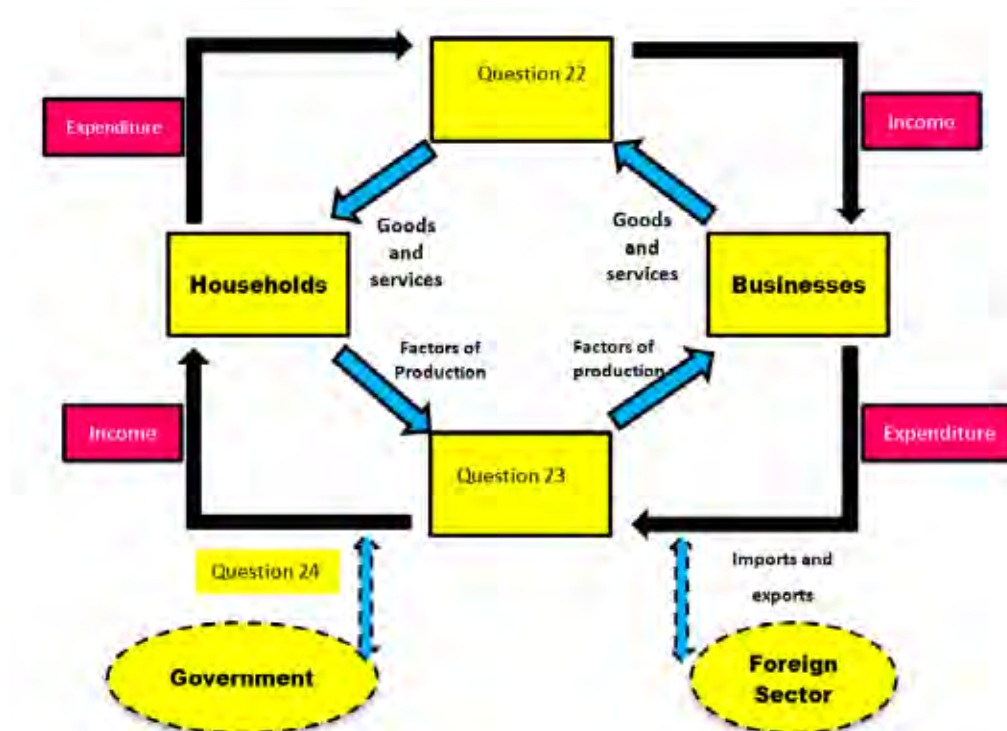 Question 22
Expenditure
Income
Goods
and
services
Goods
and
services
Households
Businesses
Factors of
Production
Factors of
production
Income
Expenditure
Question 23
Question 24
Imports and
exports
Government
Foreign
Sector